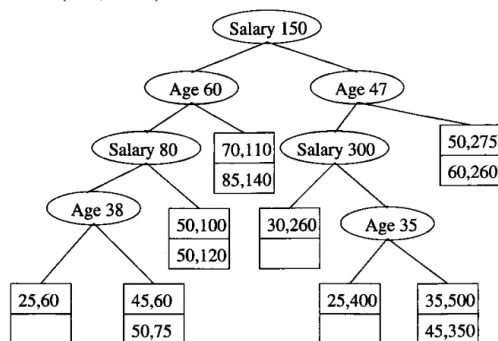 Salary 150
Age 60
Age 47
Salary 80
70,110
85,140
Salary 300
50,275
60,260
Age 38
50,100
50,120
30,260
Age 35
25,60
45,60
50,75
25,400
35,500
45,350